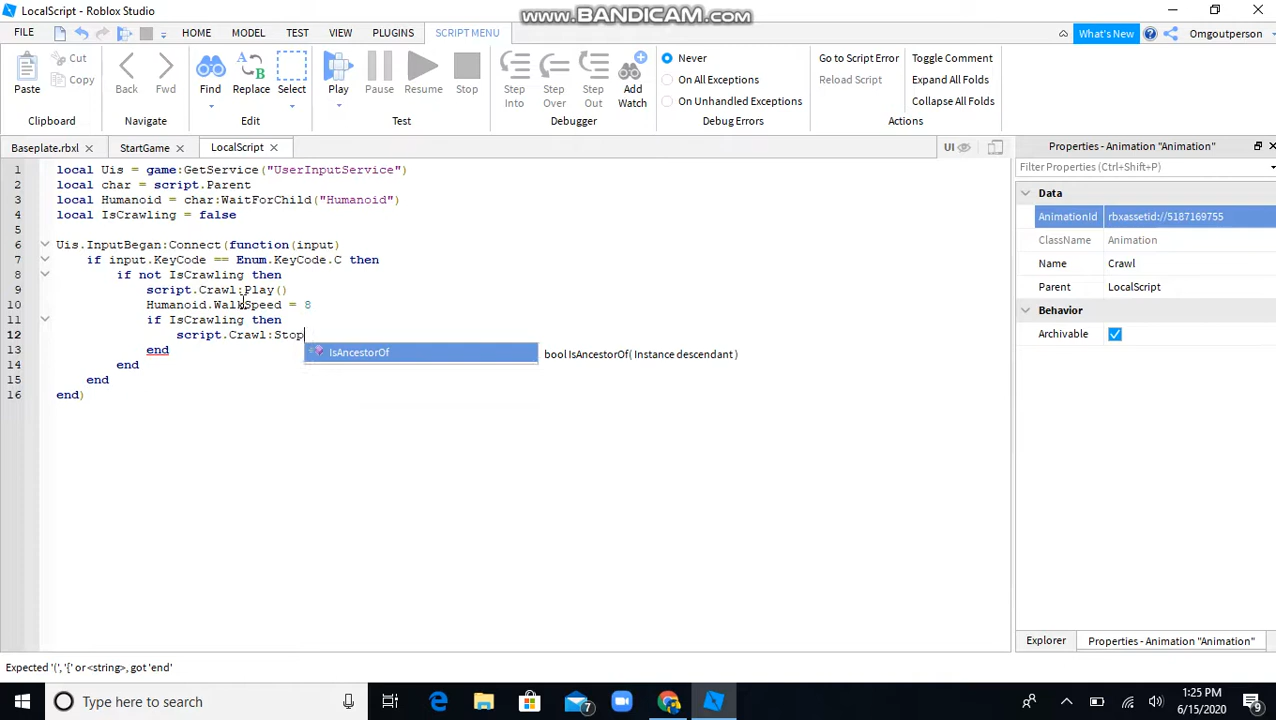 LocalScript - Roblox Studio
www.BANDICAM.com
FILE HOME MODEL TEST VIEW PLUGINS SCRIPT MENU What's New Omgoutperson
Paste Cut Copy
Clipboard
Back Fwd
Navigate
Find Replace Select
Edit
Play Pause Resume Stop
Test
Step Into
Step Over
Step Out
Add Watch
Debugger
Never
On All Exceptions
On Unhandled Exceptions
Debug Errors
Go to Script Error
Reload Script
Toggle Comment
Expand All Folds
Collapse All Folds
Actions
Baseplate.rbxl StartGame LocalScript UI
1 local Uis = game:GetService("UserInputService")
2 local char = script.Parent
3 local Humanoid = char:WaitForChild("Humanoid")
4 local IsCrawling = false
5
6 Uis.InputBegan:Connect(function(input)
7 if input.KeyCode == Enum.KeyCode.C then
8 if not IsCrawling then
9 script.Crawl:Play()
10 Humanoid.WalkSpeed = 8
11 if IsCrawling then
12 script.Crawl:Stop
13 end
14 end
15 end
16 end)
IsAncestorOf
bool IsAncestorOf( Instance descendant )
Properties - Animation "Animation"
Filter Properties (Ctrl+Shift+P)
Data
AnimationId rbxassetid://5187169755
ClassName Animation
Name Crawl
Parent LocalScript
Behavior
Archivable
Explorer Properties - Animation "Animation"
Expected '(', '{' or <string>, got 'end'
Type here to search
7
1:25 PM
6/15/2020
9